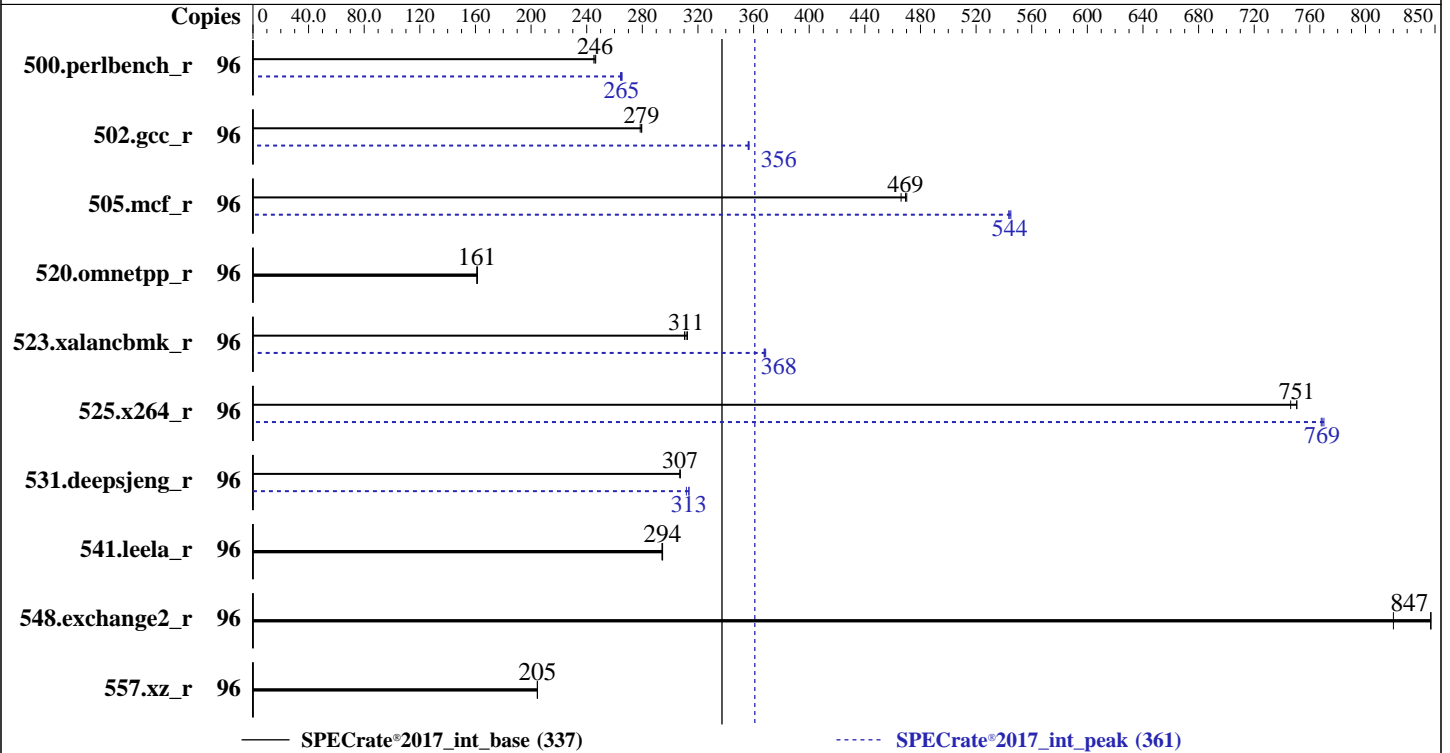 Copies 0 40.0 80.0 120 160 200 240 280 320 360 400 440 480 520 560 600 640 680 720 760 800 850
246
500.perlbench_r 96
265
279
502.gcc_r 96
356
469
505.mcf_r 96
544
161
520.omnetpp_r 96
311
523.xalancbmk_r 96
368
751
525.x264_r 96
769
307
531.deepsjeng_r 96
313
294
541.leela_r 96
847
548.exchange2_r 96
205
557.xz_r 96
SPECrate®2017_int_base (337) SPECrate®2017_int_peak (361)